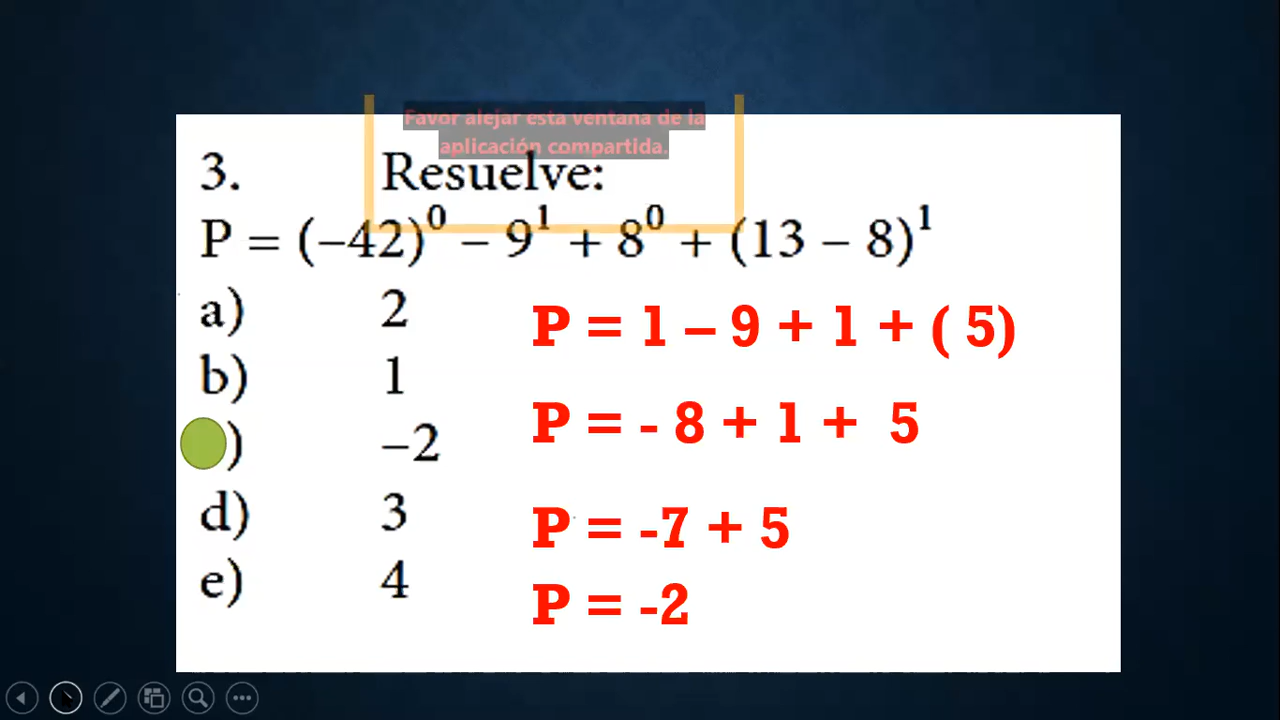 Favor alejar esta ventana de la
aplicación compartida.
3. Resuelve:
P = (–42)⁰ – 9¹ + 8⁰ + (13 – 8)¹
a) 2
b) 1
) –2
d) 3
e) 4
P = 1 – 9 + 1 + ( 5)
P = - 8 + 1 + 5
P = -7 + 5
P = -2